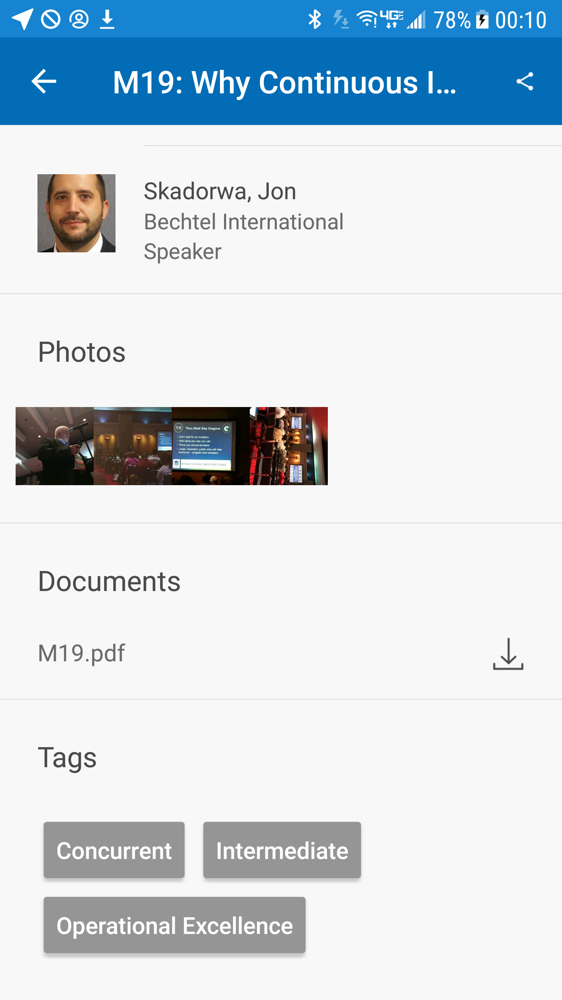 78% 00:10
M19: Why Continuous I...
Skadorwa, Jon
Bechtel International
Speaker
Photos
VII Thou Shalt Slay Dragons
• Don't wait for an invitation
• Add value any way you can
• Prove you should be there
• Large, important, public wins will help
everyone – program and company
ATTACK THE MOST IMPORTANT ISSUES
Documents
M19.pdf
Tags
Concurrent Intermediate
Operational Excellence